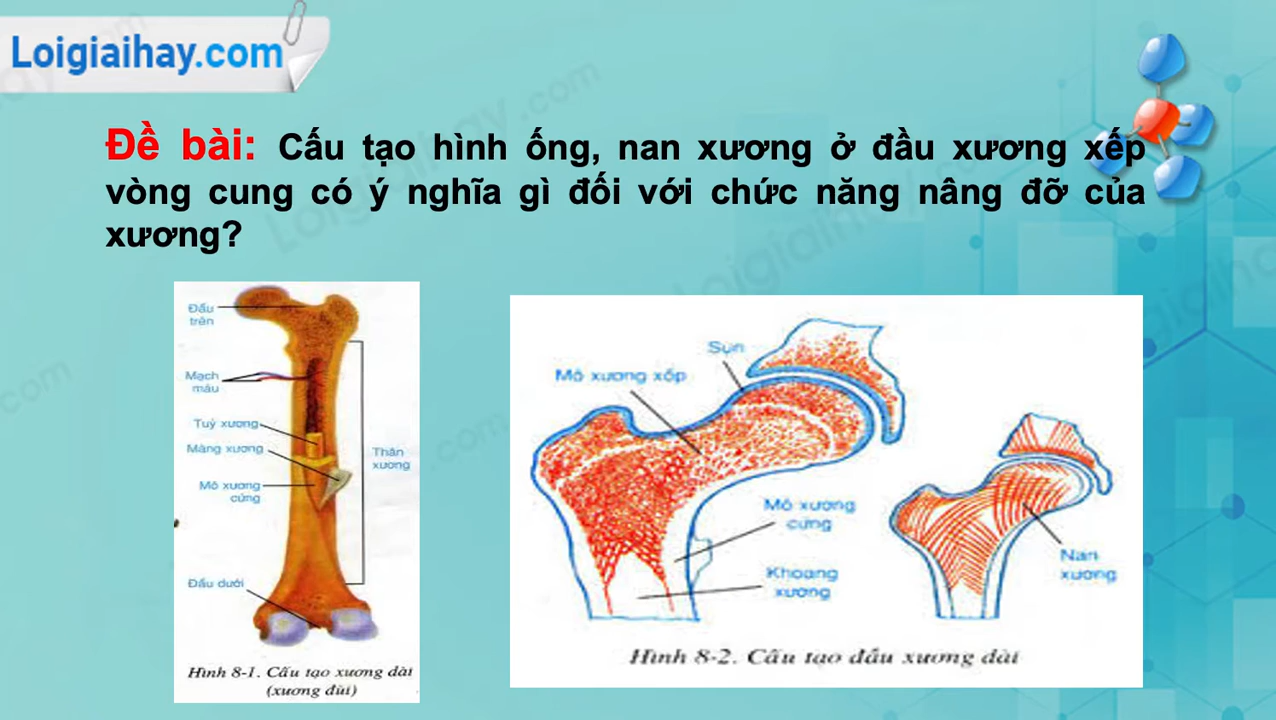 Loigiaihay.com
Đề bài: Cấu tạo hình ống, nan xương ở đầu xương xếp
vòng cung có ý nghĩa gì đối với chức năng nâng đỡ của
xương?
Đầu
trên
Mạch
máu
Tuỷ xương
Màng xương
Mô xương
cứng
Thân
xương
Đầu dưới
Hình 8-1. Cấu tạo xương dài
(xương đùi)
Sụn
Mô xương xốp
Mô xương
cứng
Khoang
xương
Nan
xương
Hình 8-2. Cấu tạo đầu xương dài